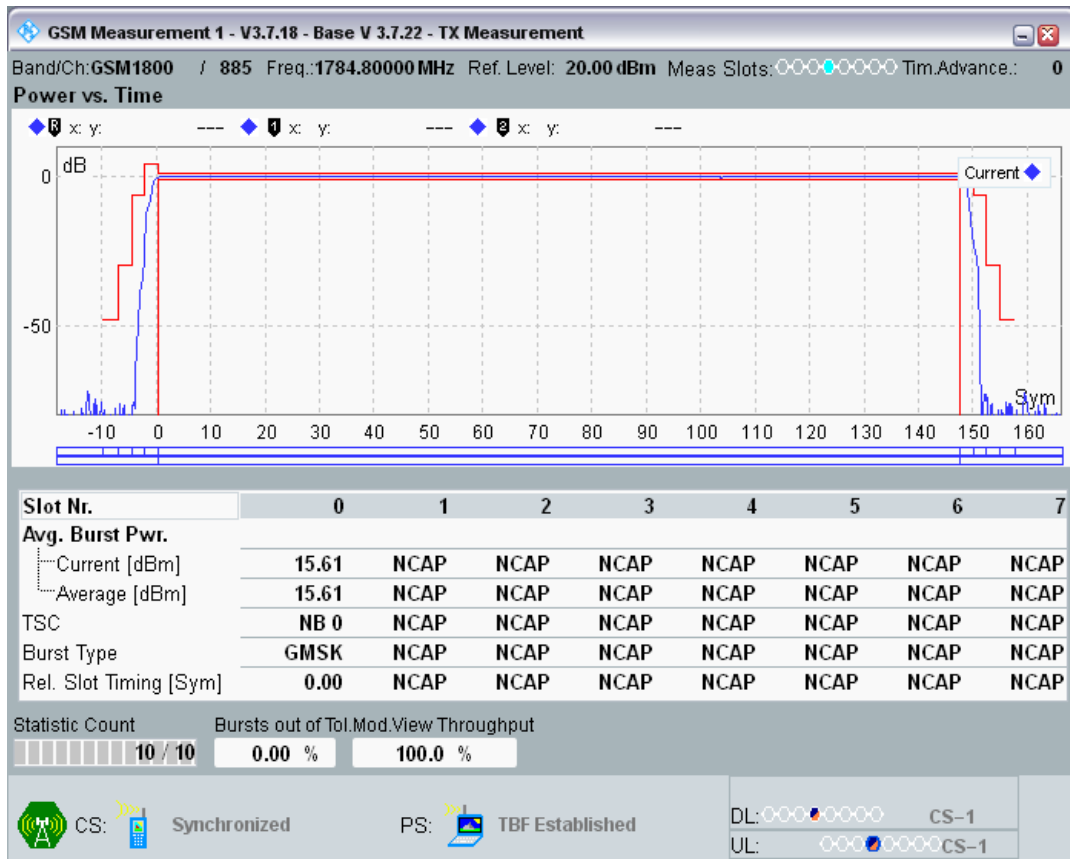 GSM Measurement 1 - V3.7.18 - Base V 3.7.22 - TX Measurement
Band/Ch:GSM1800 / 885 Freq.:1784.80000 MHz Ref. Level: 20.00 dBm Meas Slots: Tim.Advance.: 0
Power vs. Time
R x: y: --- 1 x: y: --- 2 x: y: ---
dB
Current
0
-50
Sym
-10 0 10 20 30 40 50 60 70 80 90 100 110 120 130 140 150 160
Slot Nr. 0 1 2 3 4 5 6 7
Avg. Burst Pwr.
Current [dBm] 15.61 NCAP NCAP NCAP NCAP NCAP NCAP NCAP
Average [dBm] 15.61 NCAP NCAP NCAP NCAP NCAP NCAP NCAP
TSC NB 0 NCAP NCAP NCAP NCAP NCAP NCAP NCAP
Burst Type GMSK NCAP NCAP NCAP NCAP NCAP NCAP NCAP
Rel. Slot Timing [Sym] 0.00 NCAP NCAP NCAP NCAP NCAP NCAP NCAP
Statistic Count Bursts out of Tol.Mod.View Throughput
10 / 10 0.00 % 100.0 %
CS: Synchronized PS: TBF Established
DL: CS-1
UL: CS-1